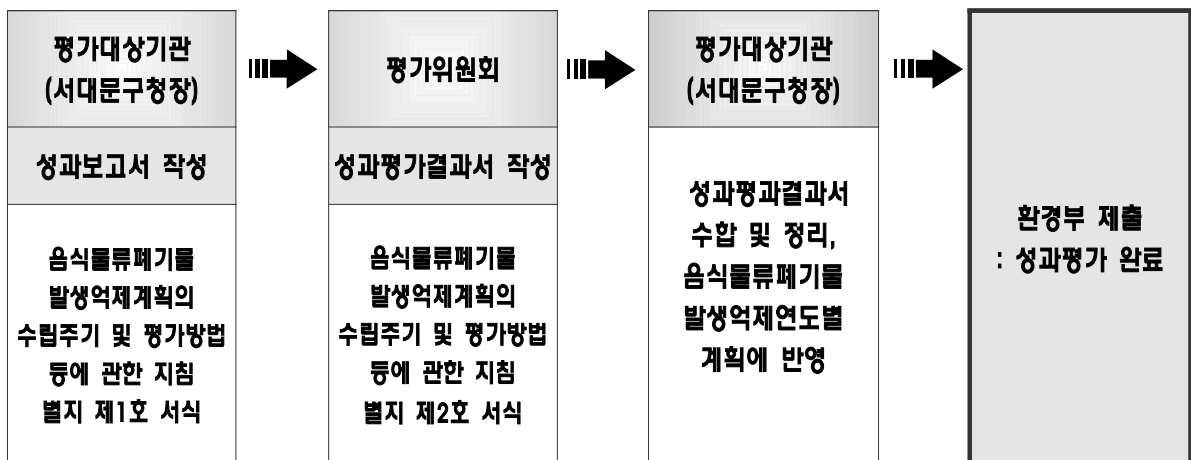 평가대상기관
(서대문구청장)
성과보고서 작성
음식물류폐기물
발생억제계획의
수립주기 및 평가방법
등에 관한 지침
별지 제1호 서식
평가위원회
성과평가결과서 작성
음식물류폐기물
발생억제계획의
수립주기 및 평가방법
등에 관한 지침
별지 제2호 서식
평가대상기관
(서대문구청장)
성과평과결과서
수합 및 정리,
음식물류폐기물
발생억제연도별
계획에 반영
환경부 제출
: 성과평가 완료